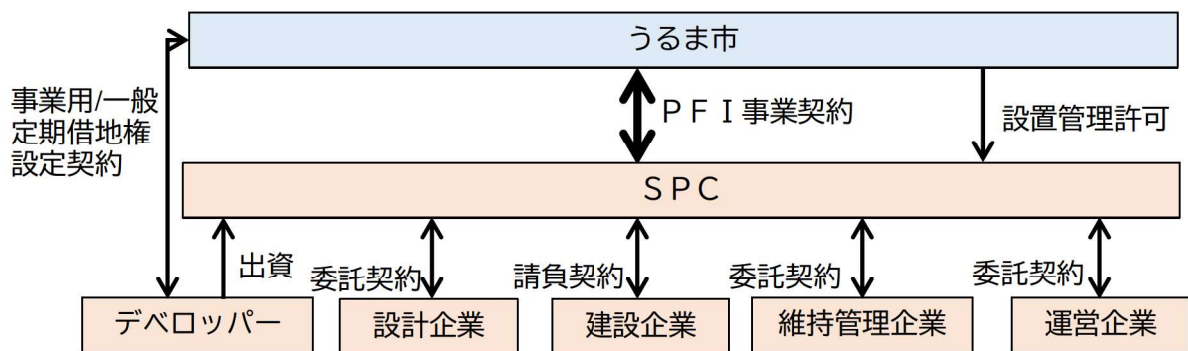 うるま市
事業用/一般
定期借地権
設定契約
ＰＦＩ事業契約
設置管理許可
ＳＰＣ
出資
委託契約
請負契約
委託契約
委託契約
デベロッパー
設計企業
建設企業
維持管理企業
運営企業